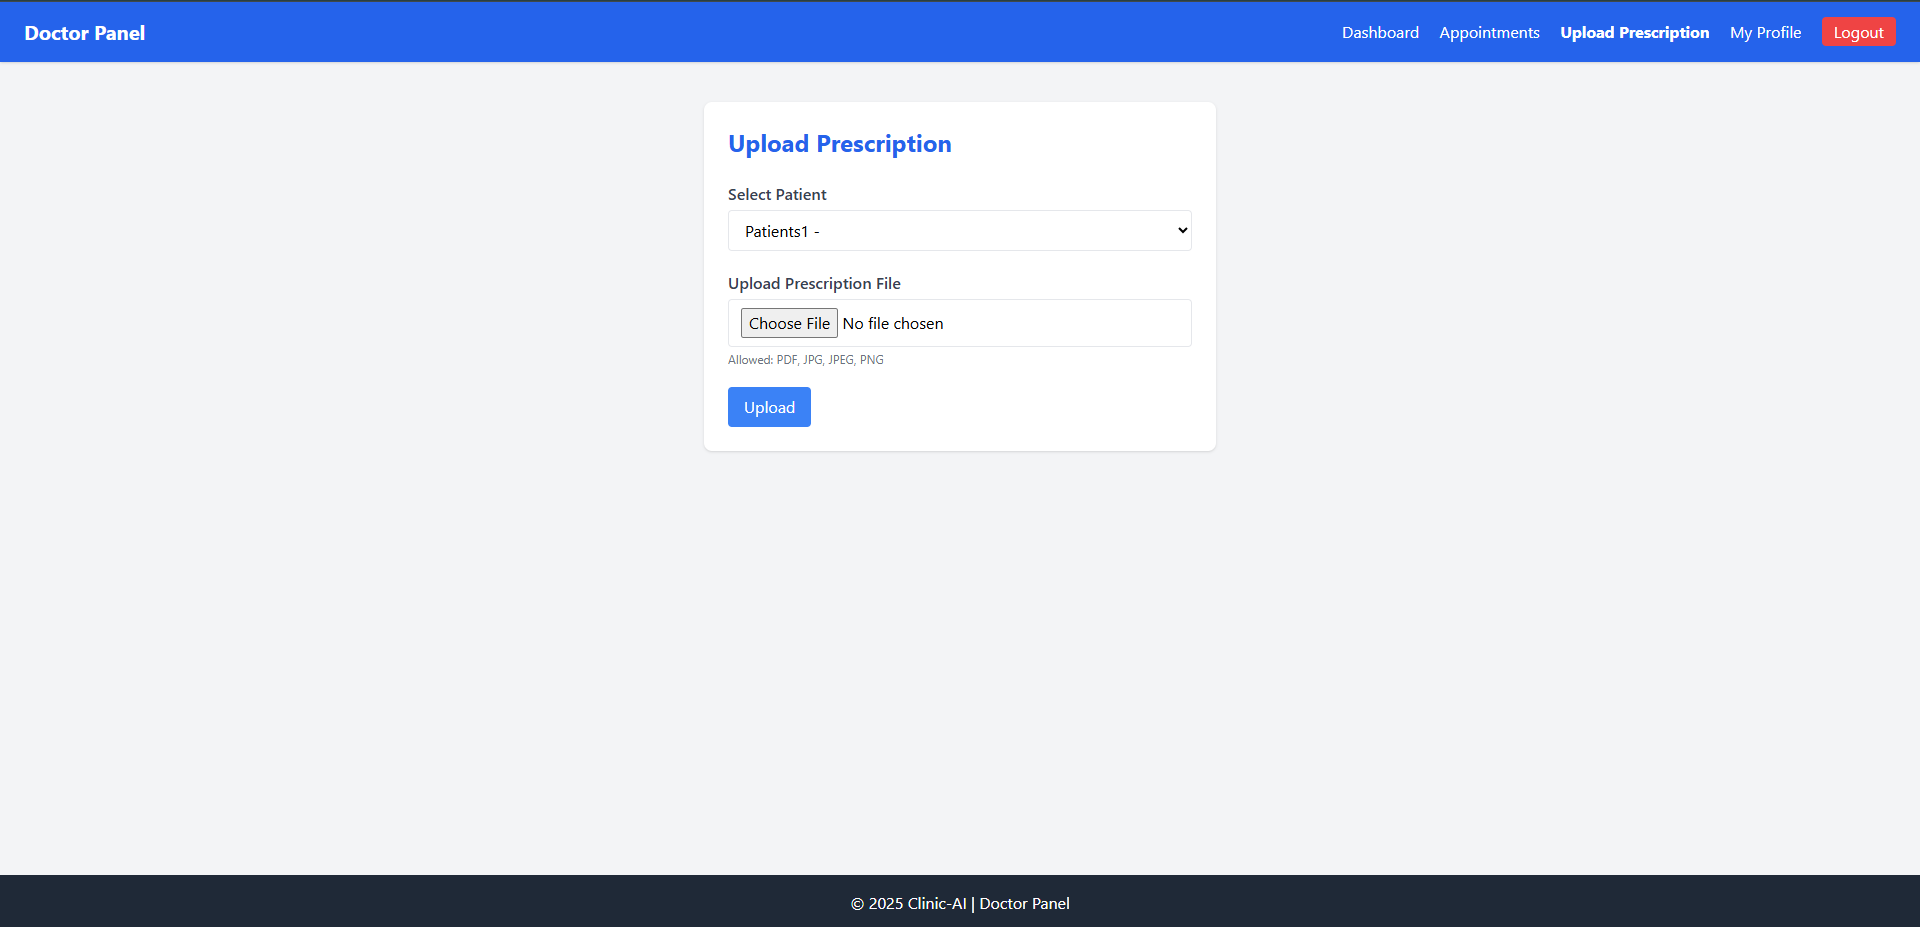 Doctor Panel
Dashboard Appointments Upload Prescription My Profile Logout
Upload Prescription
Select Patient
Patients1 -
Upload Prescription File
Choose File No file chosen
Allowed: PDF, JPG, JPEG, PNG
Upload
© 2025 Clinic-AI | Doctor Panel